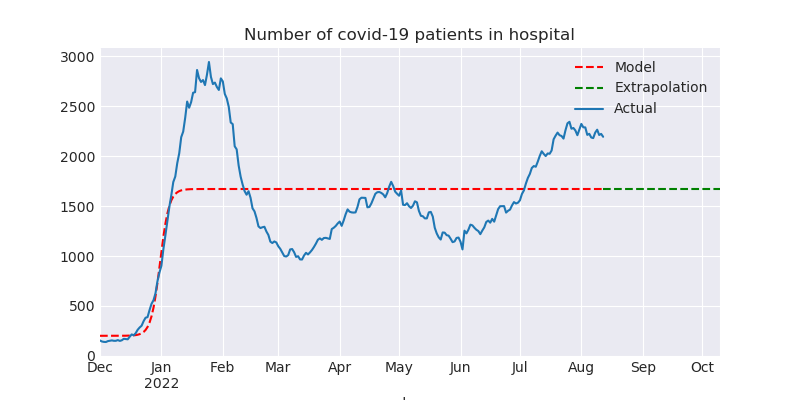 Number of covid-19 patients in hospital
3000
2500
2000
1500
1000
500
0
Model
Extrapolation
Actual
Dec Jan Feb Mar Apr May Jun Jul Aug Sep Oct
2022